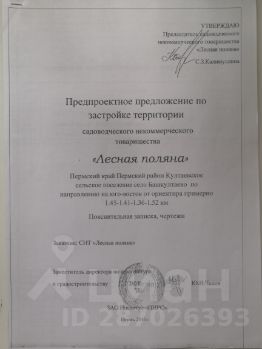 УТВЕРЖДАЮ
Председатель садоводческого
некоммерческого товарищества
«Лесная поляна»
С.З.Калимуллина
Предпроектное предложение по
застройке территории
садоводческого некоммерческого
товарищества
«Лесная поляна»
Пермский край Пермский район Култаевское
сельское поселение село Башкултаево по
направлению на юго-восток от ориентира примерно
1.45-1.41-1.36-1.52 км
Пояснительная записка, чертежи
Заказчик: СНТ «Лесная поляна»
Заместитель директора по архитектуре
и градостроительству
ЗАО
Пермь
циан